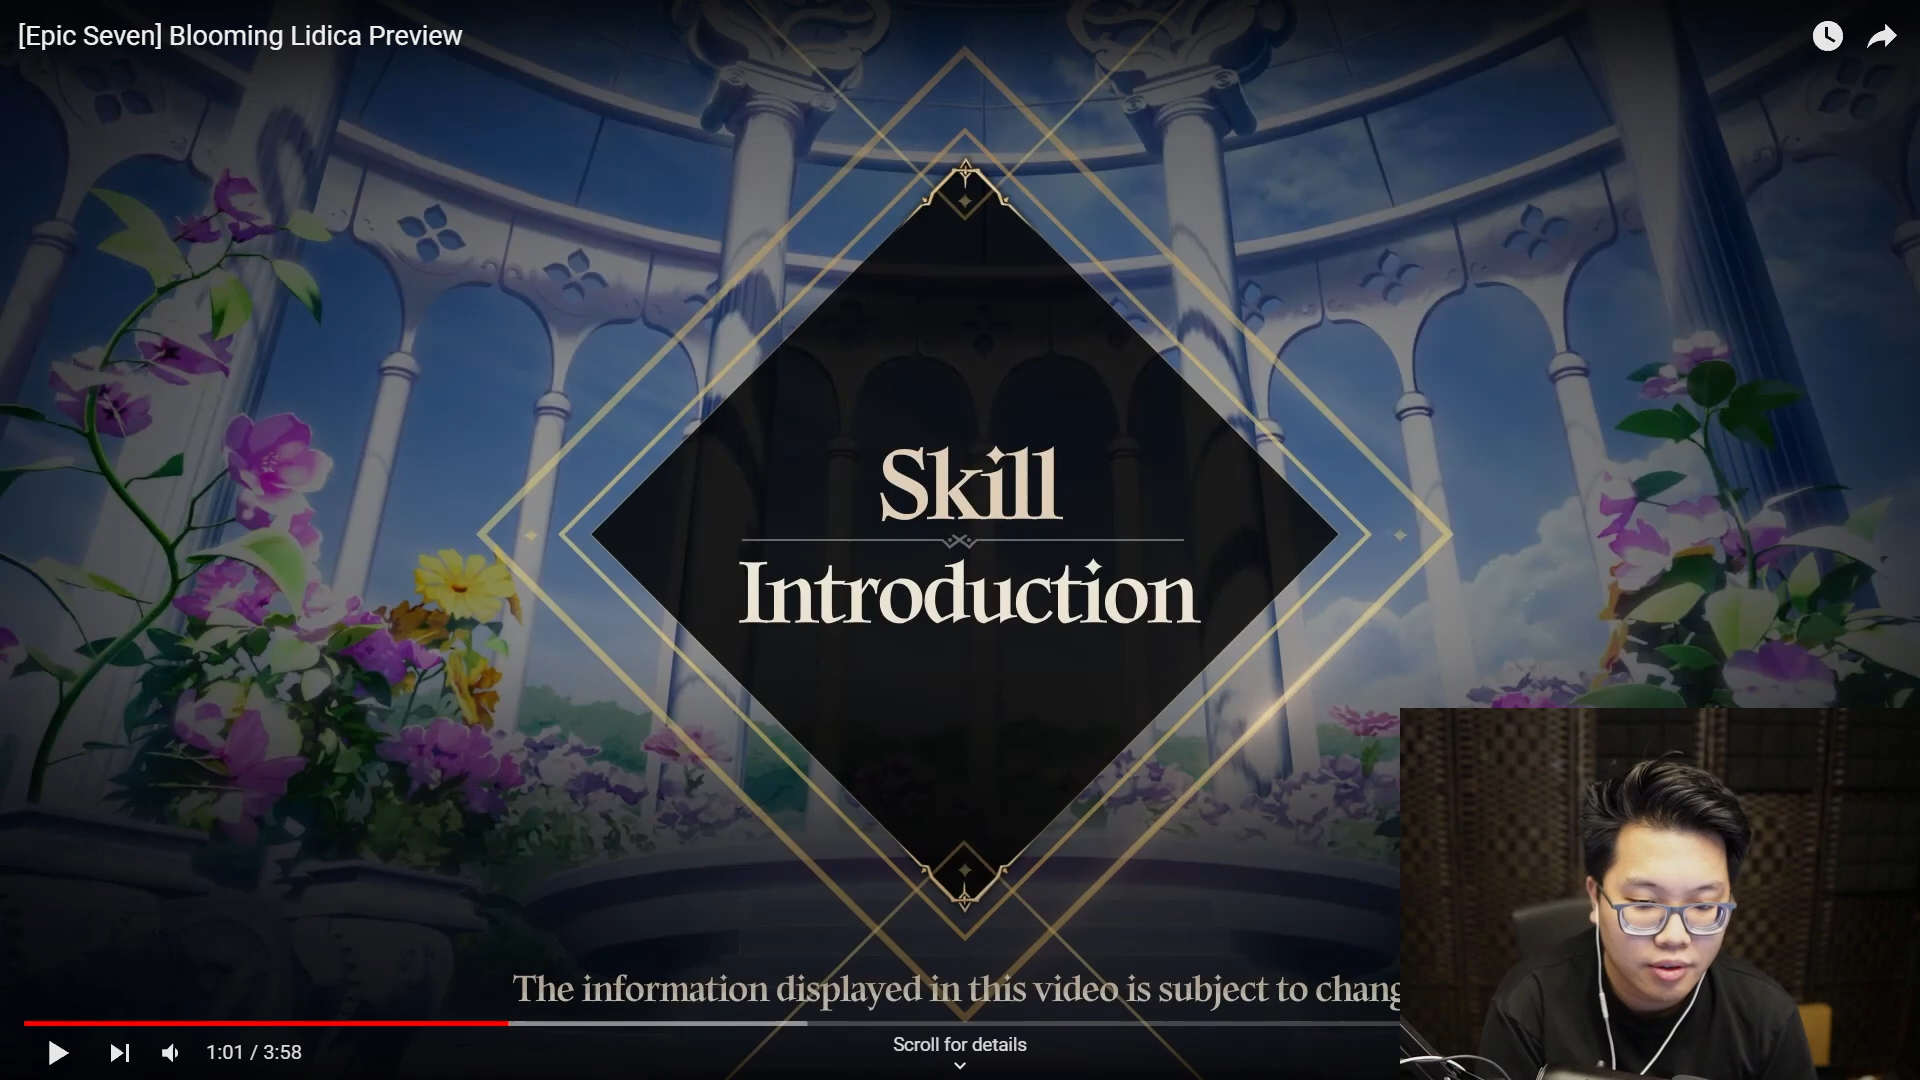 [Epic Seven] Blooming Lidica Preview
Skill
Introduction
The information displayed in this video is subject to chang
1:01 / 3:58
Scroll for details